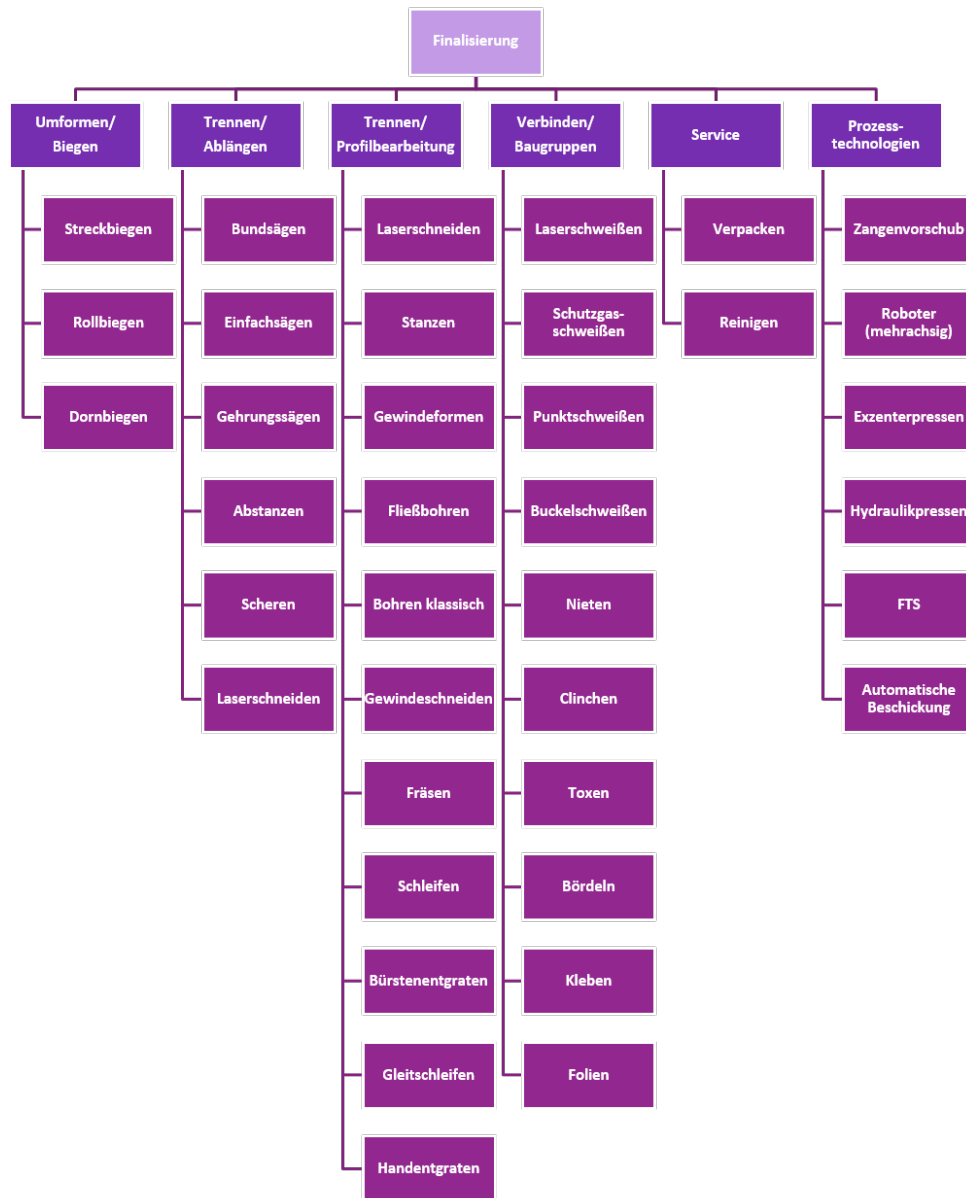 Finalisierung
Umformen/
Biegen
Trennen/
Ablängen
Trennen/
Profilbearbeitung
Verbinden/
Baugruppen
Service
Prozess-
technologien
Streckbiegen
Rollbiegen
Dornbiegen
Bundsägen
Einfachsägen
Gehrungssägen
Abstanzen
Scheren
Laserschneiden
Laserschneiden
Stanzen
Gewindeformen
Fließbohren
Bohren klassisch
Gewindeschneiden
Fräsen
Schleifen
Bürstenentgraten
Gleitschleifen
Handentgraten
Laserschweißen
Schutzgas-
schweißen
Punktschweißen
Buckelschweißen
Nieten
Clinchen
Toxen
Bördeln
Kleben
Folien
Verpacken
Reinigen
Zangenvorschub
Roboter
(mehrachsig)
Exzenterpressen
Hydraulikpressen
FTS
Automatische
Beschickung